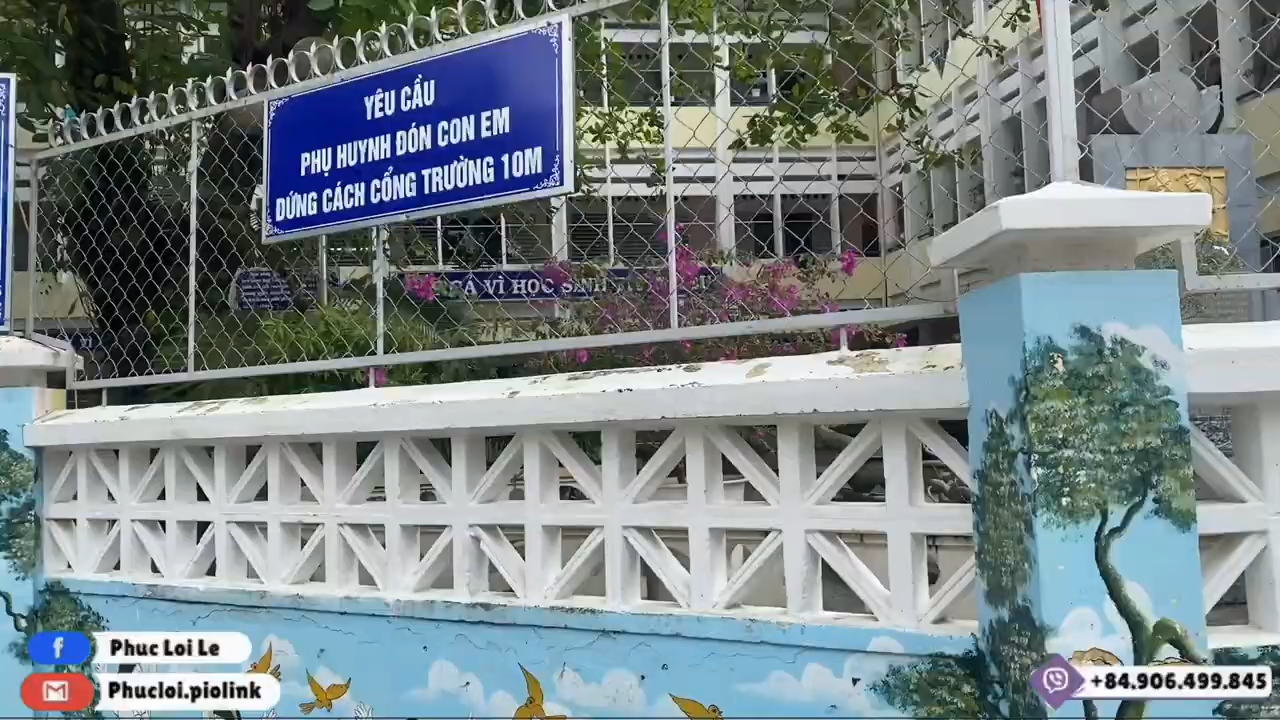 YÊU CẦU
PHỤ HUYNH ĐÓN CON EM
ĐỨNG CÁCH CỔNG TRƯỜNG 10M
CẢ VÌ HỌC SINH
Phuc Loi Le
Phucloi.piolink
+84.906.499.845